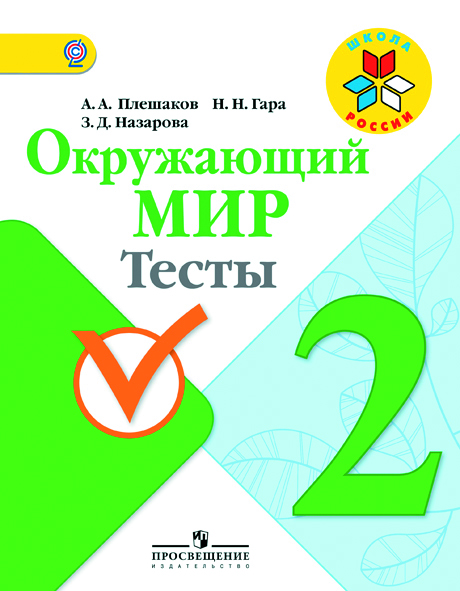 ШКОЛА
РОССИИ
А. А. Плешаков Н. Н. Гара
З. Д. Назарова
Окружающий
МИР
Тесты
2
ПРОСВЕЩЕНИЕ
ИЗДАТЕЛЬСТВО